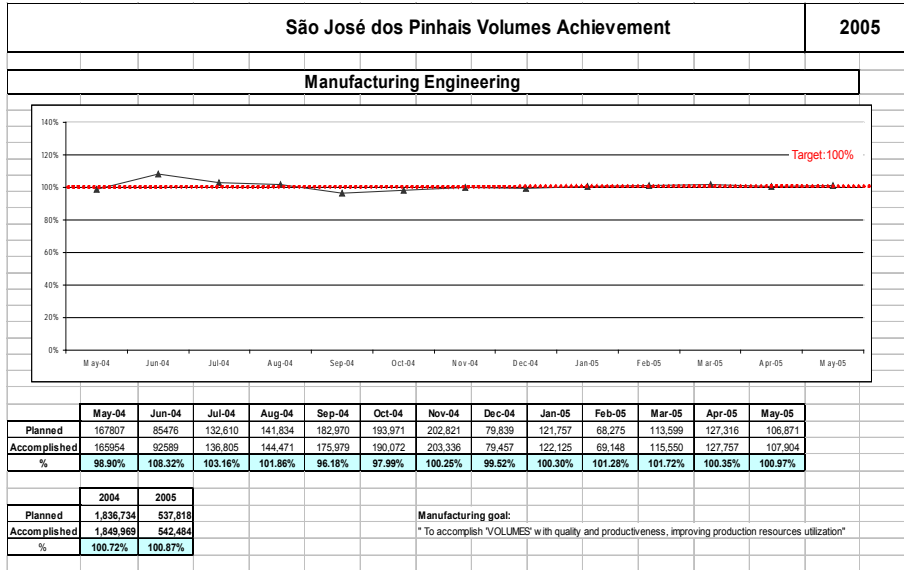 São José dos Pinhais Volumes Achievement 2005
Manufacturing Engineering
140%
120%
Target:100%
100%
80%
60%
40%
20%
0%
May-04 Jun-04 Jul-04 Aug-04 Sep-04 Oct-04 Nov-04 Dec-04 Jan-05 Feb-05 Mar-05 Apr-05 May-05
May-04 Jun-04 Jul-04 Aug-04 Sep-04 Oct-04 Nov-04 Dec-04 Jan-05 Feb-05 Mar-05 Apr-05 May-05
Planned 167807 85476 132,610 141,834 182,970 193,971 202,821 79,839 121,757 68,275 113,599 127,316 106,871
Accomplished 165954 92589 136,805 144,471 175,979 190,072 203,336 79,457 122,125 69,148 115,550 127,757 107,904
% 98.90% 108.32% 103.16% 101.86% 96.18% 97.99% 100.25% 99.52% 100.30% 101.28% 101.72% 100.35% 100.97%
2004 2005
Planned 1,836,734 537,818 Manufacturing goal:
Accomplished 1,849,969 542,484 " To accomplish 'VOLUMES' with quality and productiveness, improving production resources utilization"
% 100.72% 100.87%